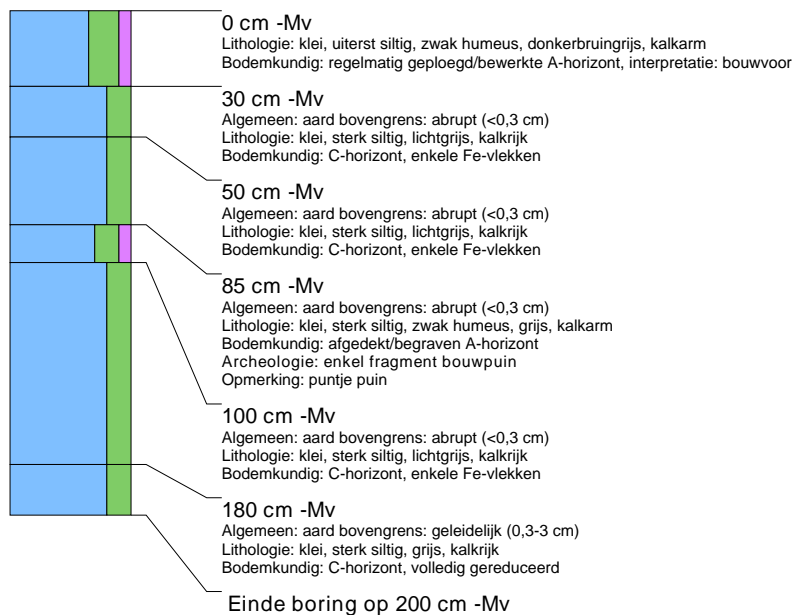 0 cm -Mv
Lithologie: klei, uiterst siltig, zwak humeus, donkerbruingrijs, kalkarm
Bodemkundig: regelmatig geploegd/bewerkte A-horizont, interpretatie: bouwvoor
30 cm -Mv
Algemeen: aard bovengrens: abrupt (<0,3 cm)
Lithologie: klei, sterk siltig, lichtgrijs, kalkrijk
Bodemkundig: C-horizont, enkele Fe-vlekken
50 cm -Mv
Algemeen: aard bovengrens: abrupt (<0,3 cm)
Lithologie: klei, sterk siltig, lichtgrijs, kalkrijk
Bodemkundig: C-horizont, enkele Fe-vlekken
85 cm -Mv
Algemeen: aard bovengrens: abrupt (<0,3 cm)
Lithologie: klei, sterk siltig, zwak humeus, grijs, kalkarm
Bodemkundig: afgedekt/begraven A-horizont
Archeologie: enkel fragment bouwpuin
Opmerking: puntje puin
100 cm -Mv
Algemeen: aard bovengrens: abrupt (<0,3 cm)
Lithologie: klei, sterk siltig, lichtgrijs, kalkrijk
Bodemkundig: C-horizont, enkele Fe-vlekken
180 cm -Mv
Algemeen: aard bovengrens: geleidelijk (0,3-3 cm)
Lithologie: klei, sterk siltig, grijs, kalkrijk
Bodemkundig: C-horizont, volledig gereduceerd
Einde boring op 200 cm -Mv